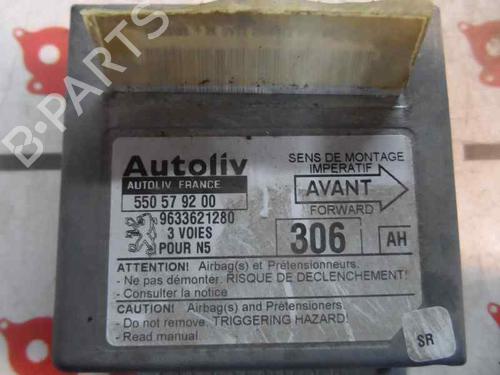 B-PARTS
Autoliv
AUTOLIV FRANCE
550 57 92 00
9633621280
3 VOIES
POUR N5
SENS DE MONTAGE
IMPERATIF
AVANT
FORWARD
306
AH
ATTENTION! Airbag(s) et Prétensionneurs.
- Ne pas démonter. RISQUE DE DECLENCHEMENT!
- Consulter la notice
CAUTION! Airbag(s) and Pretensioners.
- Do not remove. TRIGGERING HAZARD!
- Read manual.
SR